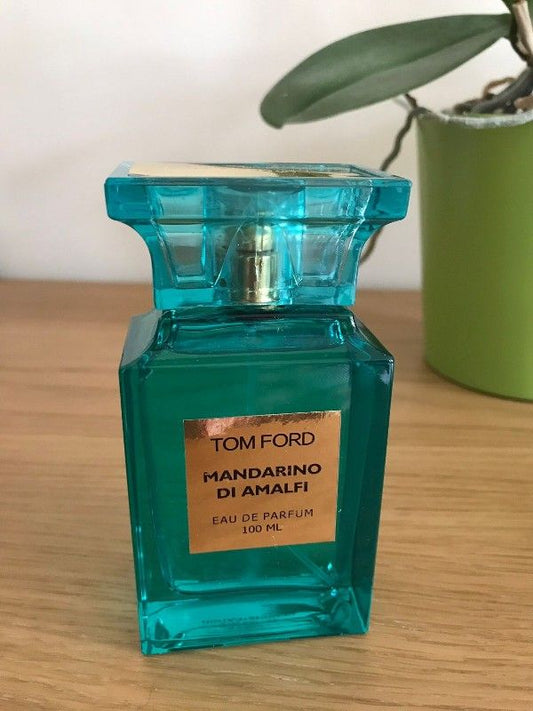 TOM FORD
MANDARINO
DI AMALFI
EAU DE PARFUM
100 ML